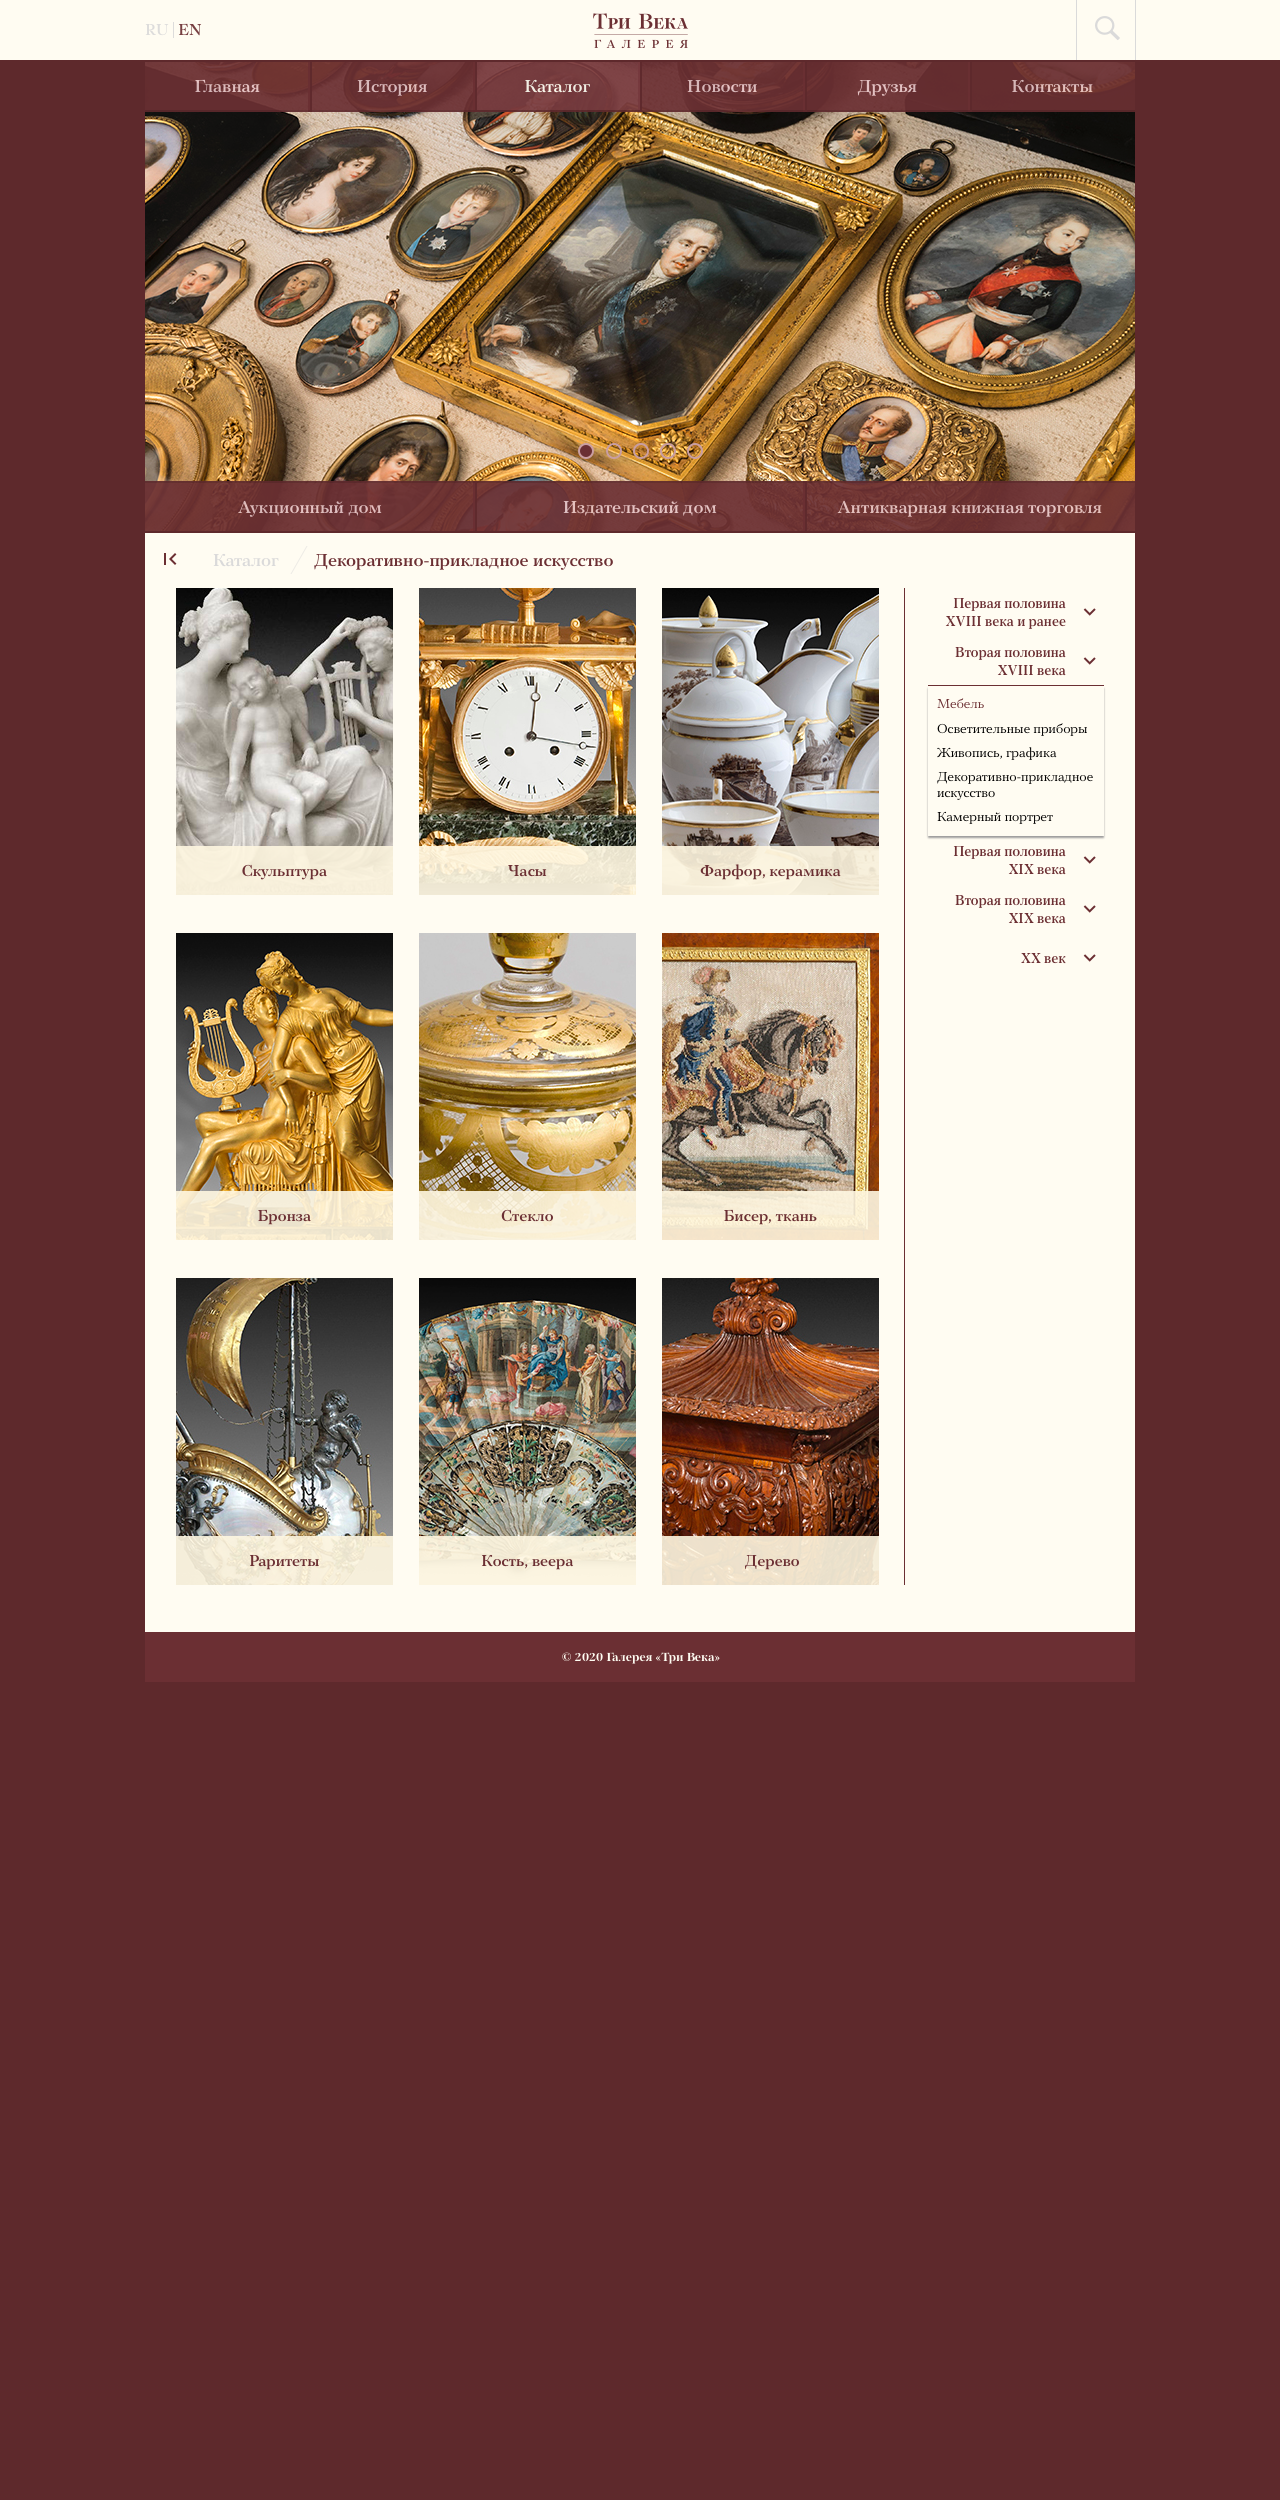 RU | EN
Три Века
ГАЛЕРЕЯ
Главная
История
Каталог
Новости
Друзья
Контакты
Аукционный дом
Издательский дом
Антикварная книжная торговля
Каталог / Декоративно-прикладное искусство
Скульптура
Часы
Фарфор, керамика
Бронза
Стекло
Бисер, ткань
Раритеты
Кость, веера
Дерево
Первая половина
XVIII века и ранее
Вторая половина
XVIII века
Мебель
Осветительные приборы
Живопись, графика
Декоративно-прикладное
искусство
Камерный портрет
Первая половина
XIX века
Вторая половина
XIX века
XX век
© 2020 Галерея «Три Века»